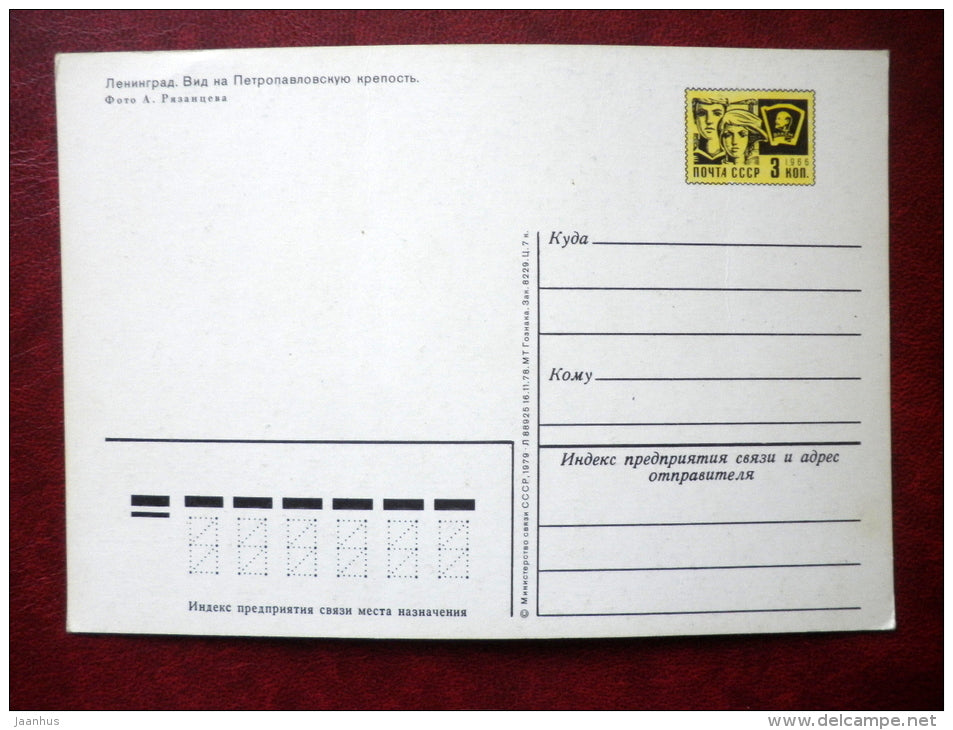 Ленинград. Вид на Петропавловскую крепость.
Фото А. Рязанцева
1966
ПОЧТА СССР 3 КОП.
Куда
Кому
Индекс предприятия связи и адрес
отправителя
© Министерство связи СССР, 1979 · Л 88925 16.11.78. МТ Гознака. Зак. 8229. Ц. 7 к.
Индекс предприятия связи места назначения
jaanhus
www.delcampe.net